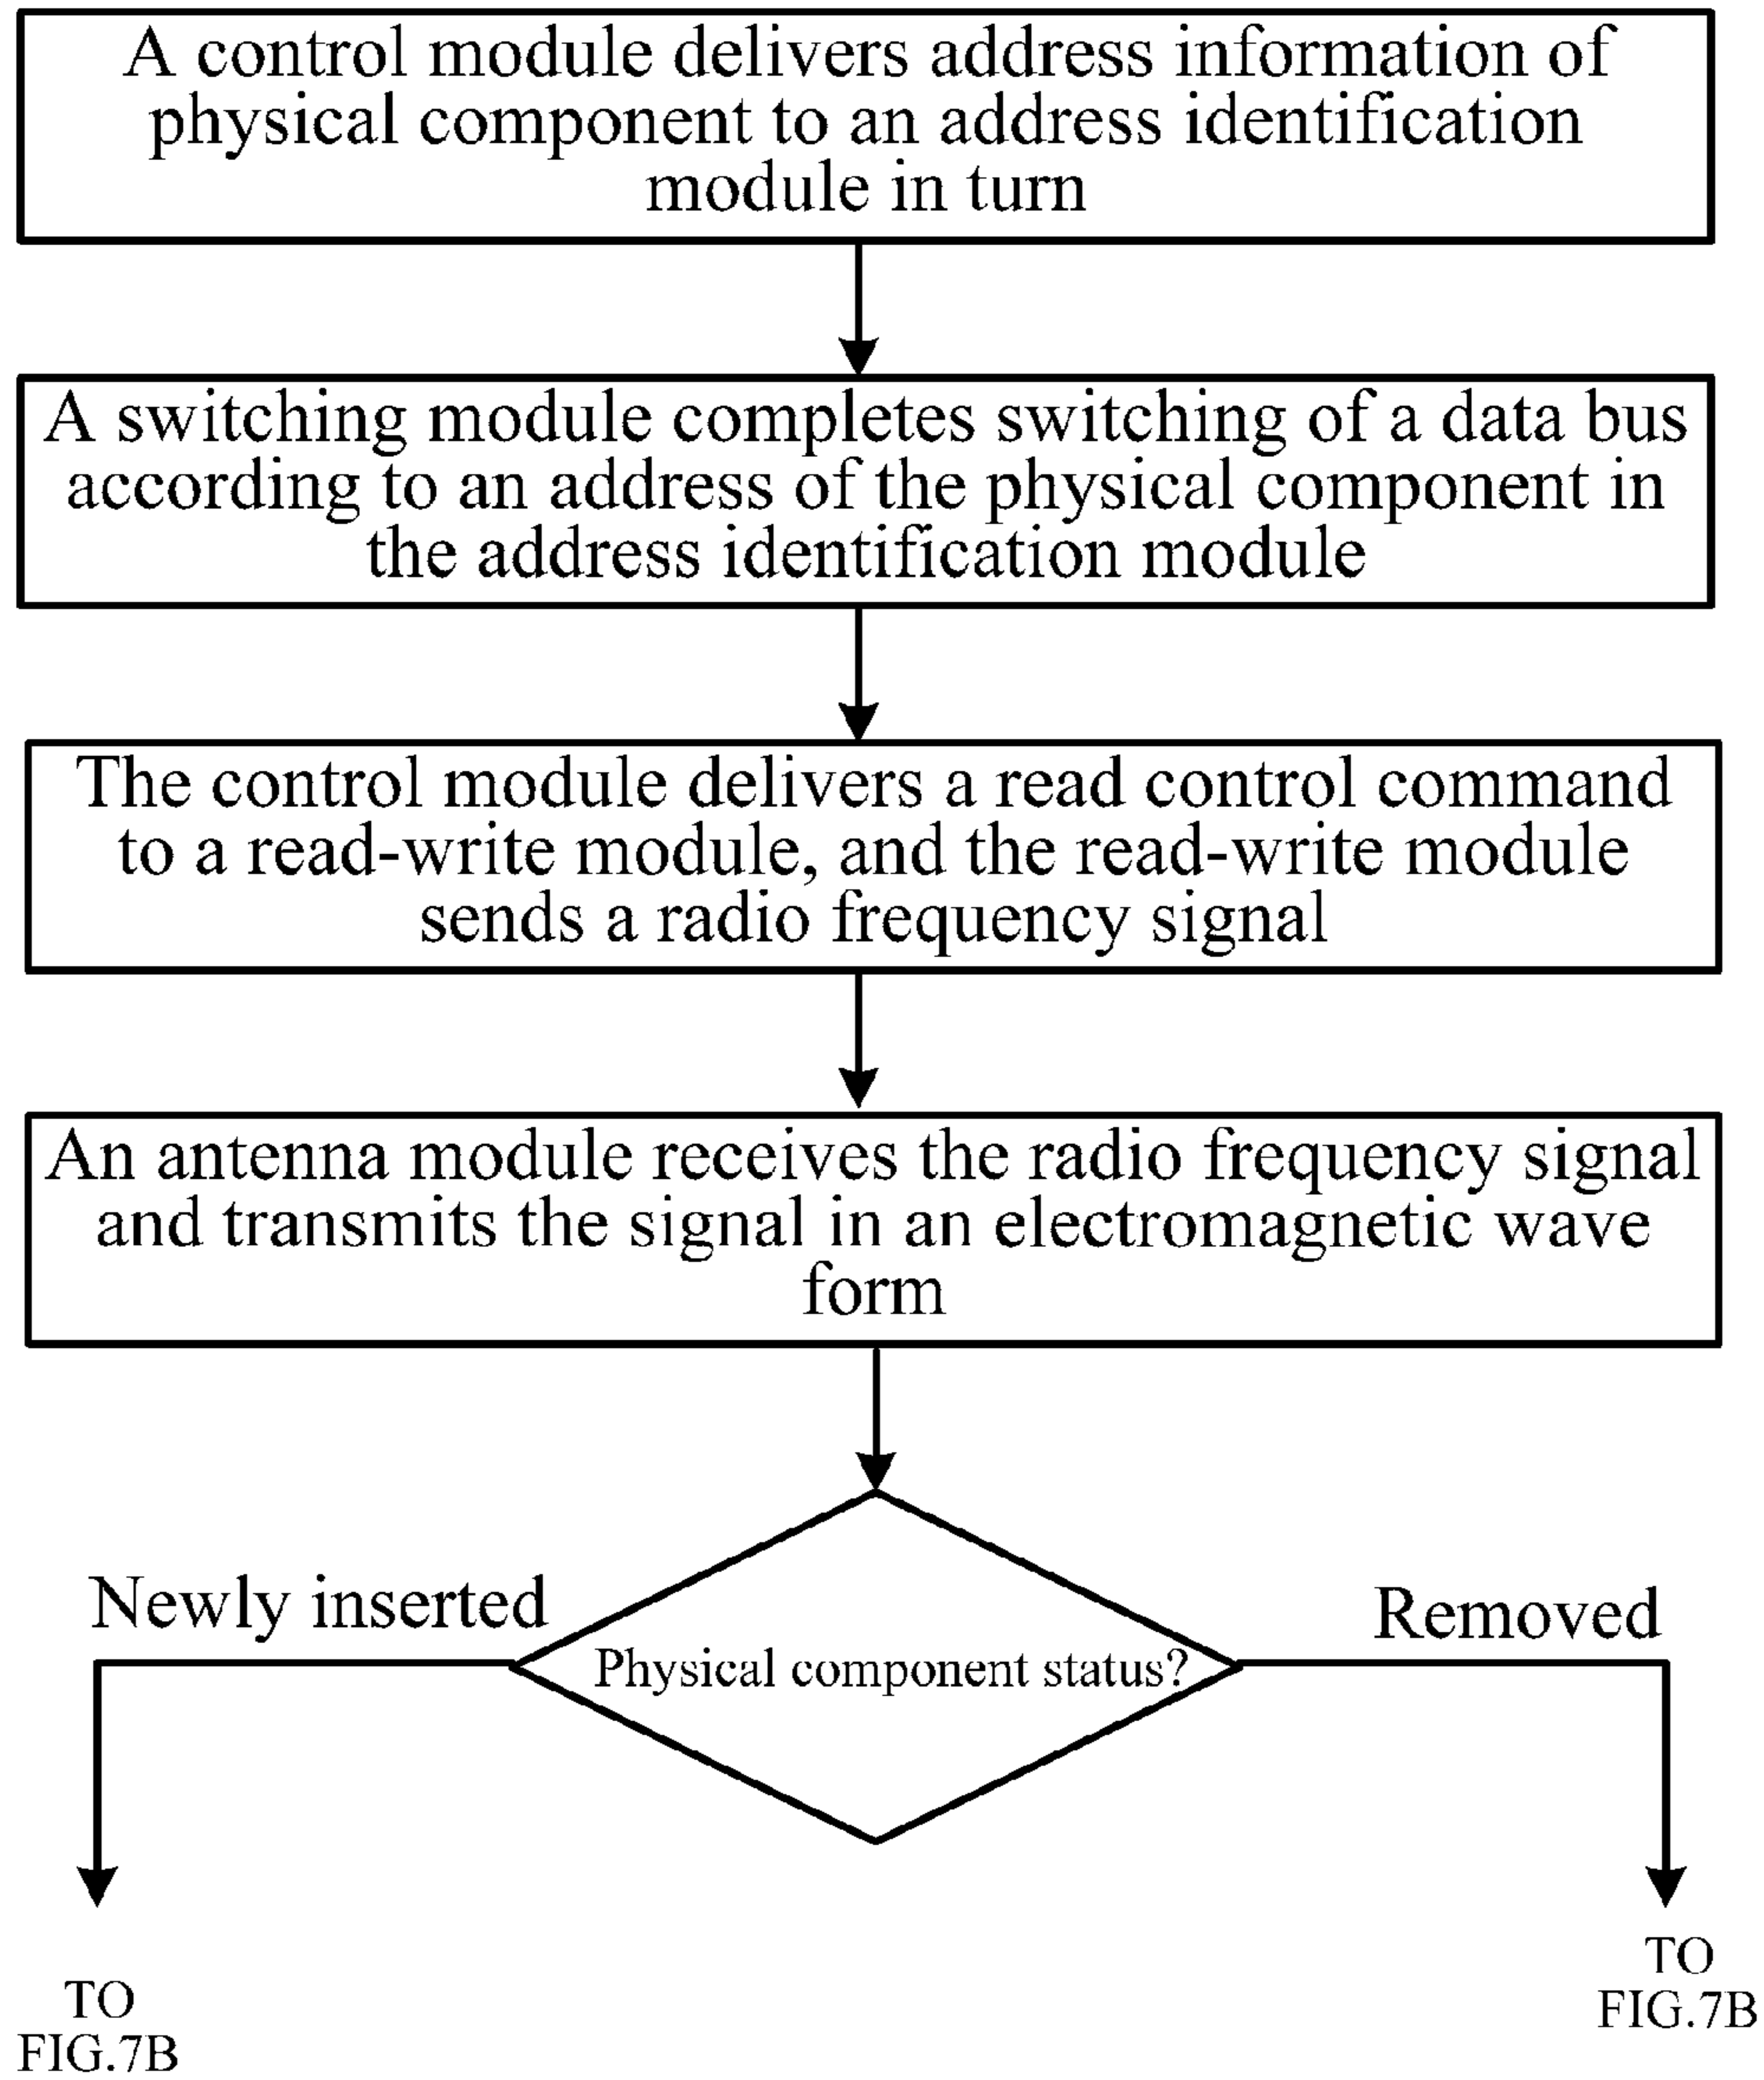 A control module delivers address information of
physical component to an address identification
module in turn
A switching module completes switching of a data bus
according to an address of the physical component in
the address identification module
The control module delivers a read control command
to a read-write module, and the read-write module
sends a radio frequency signal
An antenna module receives the radio frequency signal
and transmits the signal in an electromagnetic wave
form
Newly inserted
Physical component status?
Removed
TO
FIG.7B
TO
FIG.7B